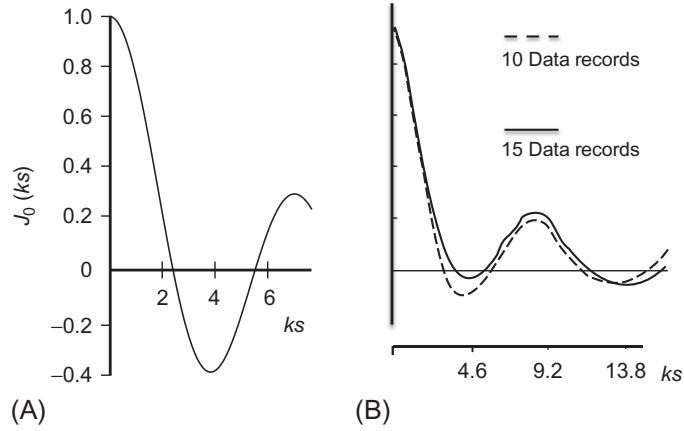 1.0
0.8
0.6
0.4
0.2
0
−0.2
−0.4
J0 (ks)
2 4 6
ks
(A)
10 Data records
15 Data records
4.6 9.2 13.8 ks
(B)